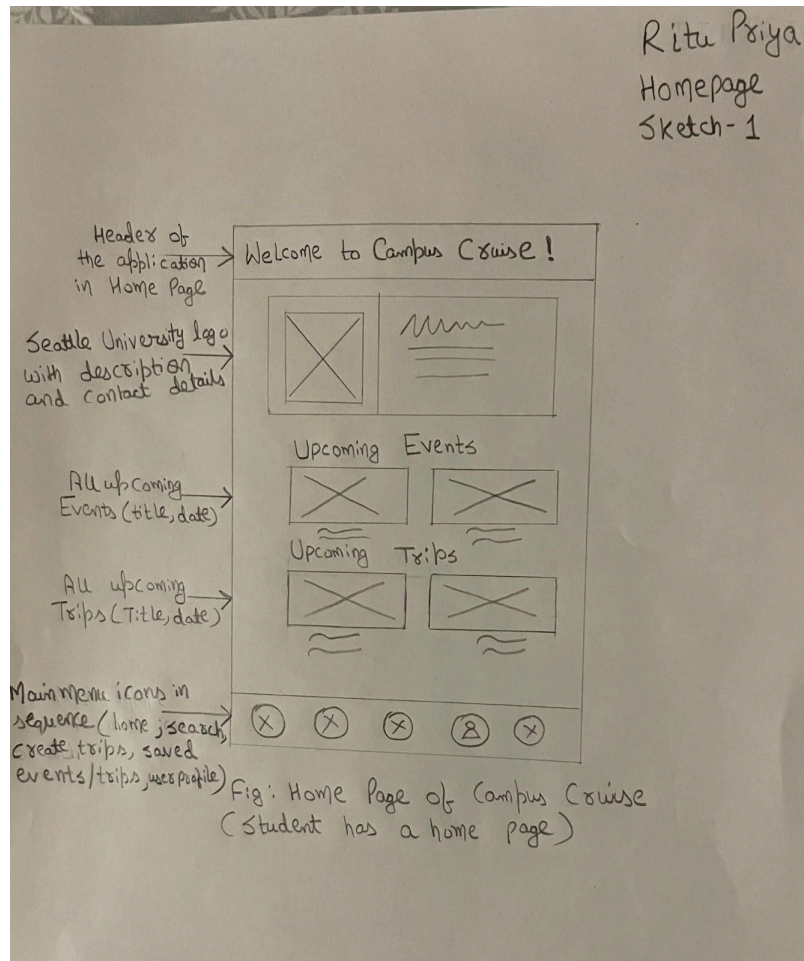 Ritu Priya
Homepage
Sketch-1
Header of
the application
in Home Page
Welcome to Campus Cruise!
Seattle University logo
with description
and contact details
Upcoming Events
All upcoming
Events (title, date)
Upcoming Trips
All upcoming
Trips (Title, date)
Main menu icons in
sequence (home, search,
create, trips, saved
events/trips, user profile)
Fig: Home Page of Campus Cruise
(Student has a home page)